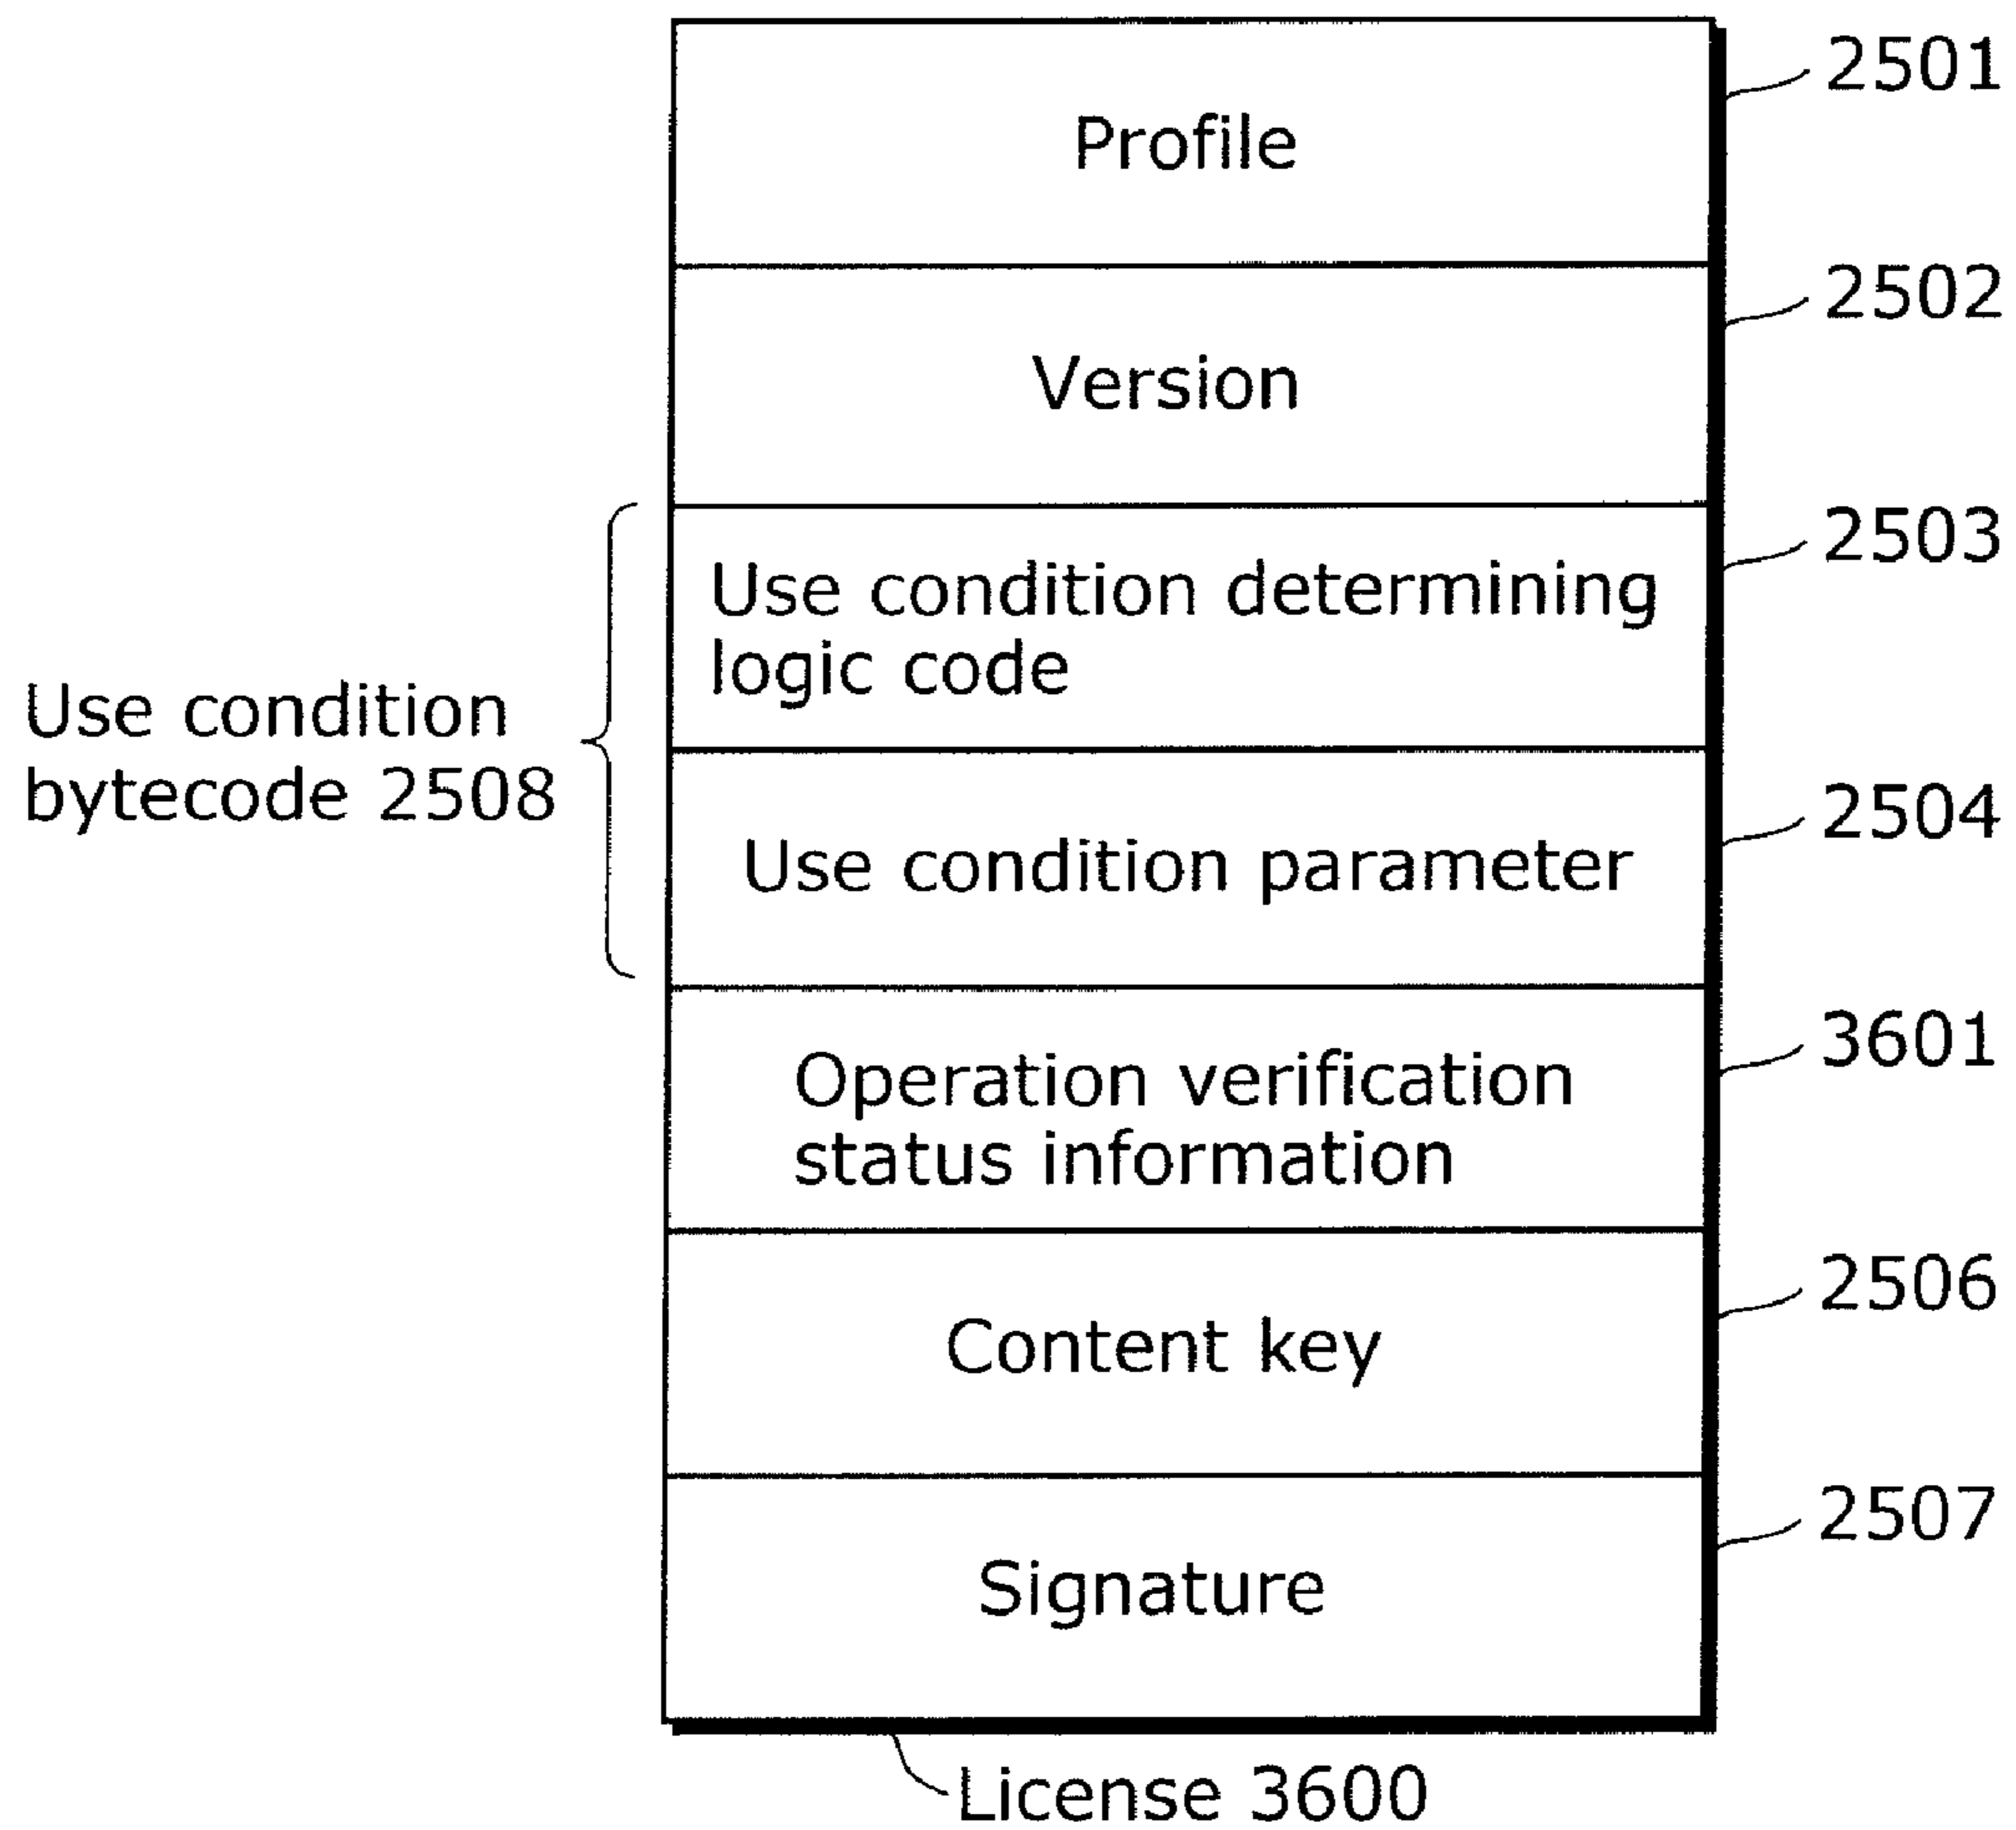 2501
Profile
2502
Version
2503
Use condition determining
logic code
Use condition
bytecode 2508
2504
Use condition parameter
3601
Operation verification
status information
2506
Content key
2507
Signature
License 3600